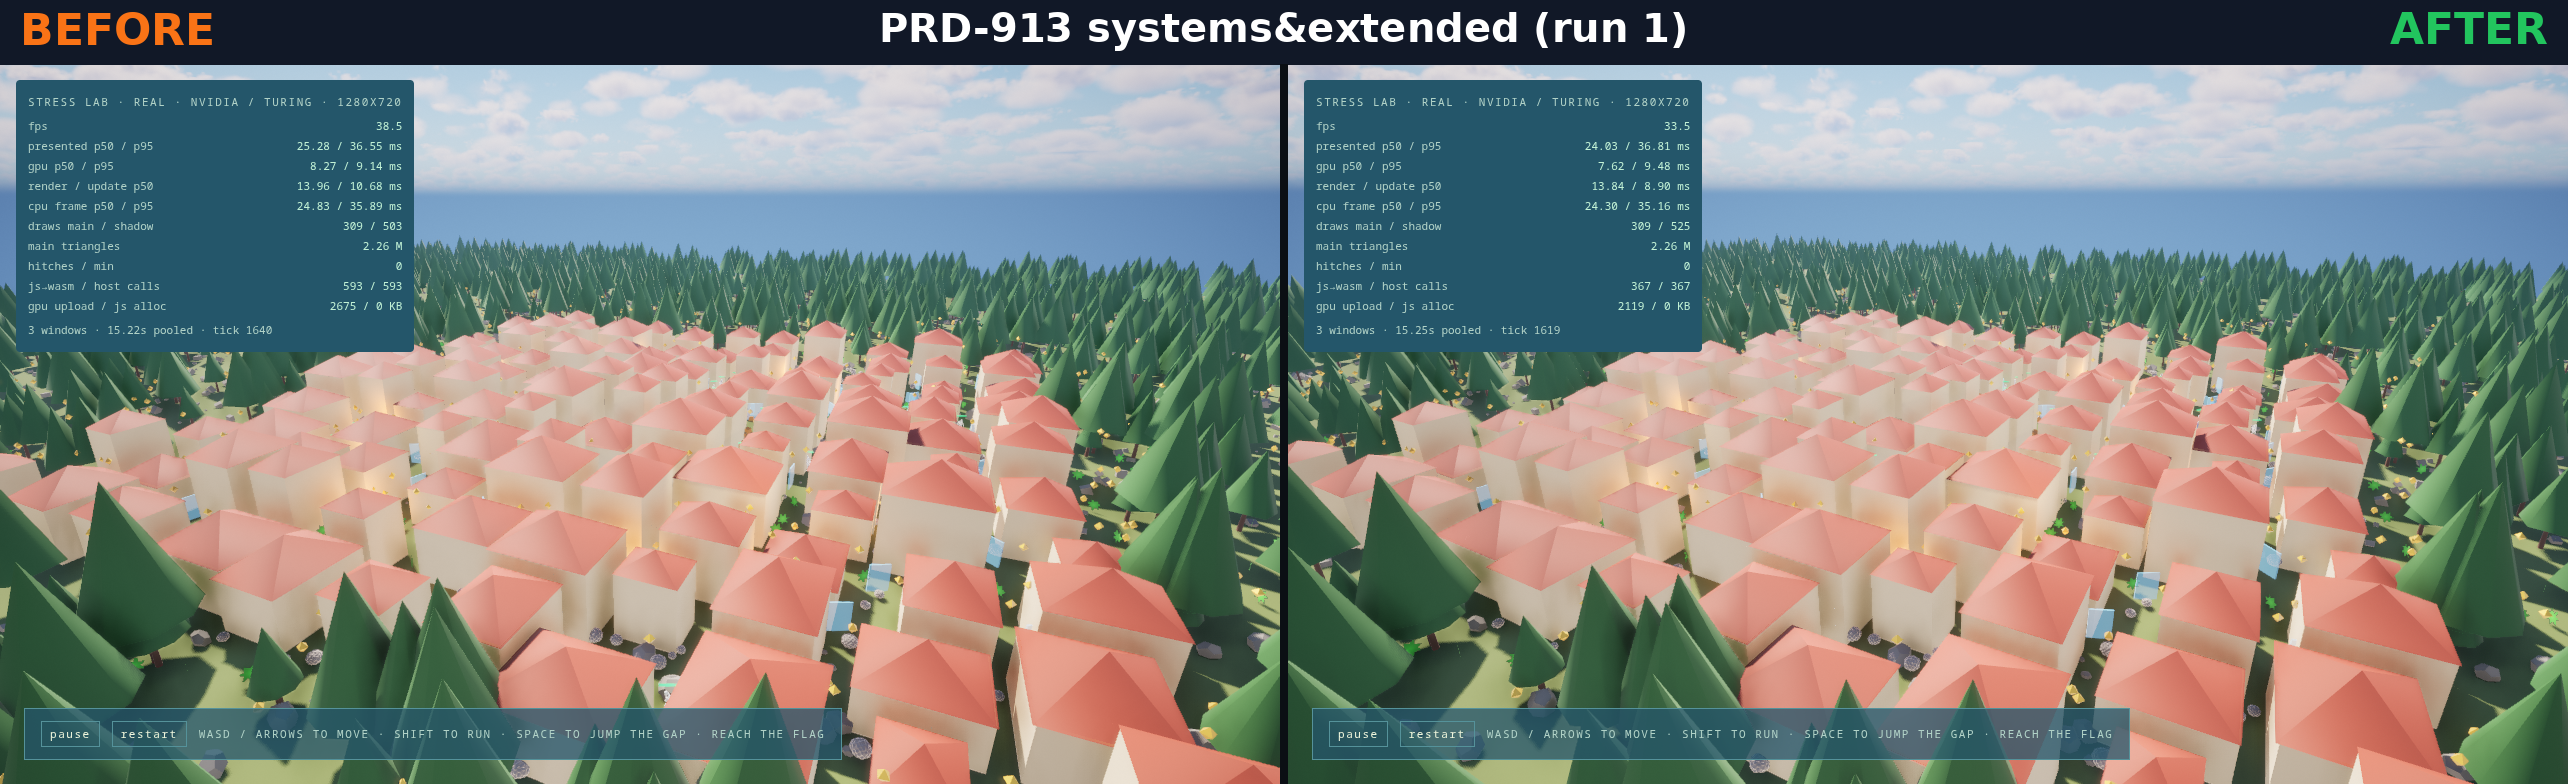 BEFORE
PRD-913 systems&extended (run 1)
AFTER
STRESS LAB · REAL · NVIDIA / TURING · 1280X720
fps 38.5
presented p50 / p95 25.28 / 36.55 ms
gpu p50 / p95 8.27 / 9.14 ms
render / update p50 13.96 / 10.68 ms
cpu frame p50 / p95 24.83 / 35.89 ms
draws main / shadow 309 / 503
main triangles 2.26 M
hitches / min 0
js→wasm / host calls 593 / 593
gpu upload / js alloc 2675 / 0 KB
3 windows · 15.22s pooled · tick 1640
pause restart WASD / ARROWS TO MOVE · SHIFT TO RUN · SPACE TO JUMP THE GAP · REACH THE FLAG
STRESS LAB · REAL · NVIDIA / TURING · 1280X720
fps 33.5
presented p50 / p95 24.03 / 36.81 ms
gpu p50 / p95 7.62 / 9.48 ms
render / update p50 13.84 / 8.90 ms
cpu frame p50 / p95 24.30 / 35.16 ms
draws main / shadow 309 / 525
main triangles 2.26 M
hitches / min 0
js→wasm / host calls 367 / 367
gpu upload / js alloc 2119 / 0 KB
3 windows · 15.25s pooled · tick 1619
pause restart WASD / ARROWS TO MOVE · SHIFT TO RUN · SPACE TO JUMP THE GAP · REACH THE FLAG